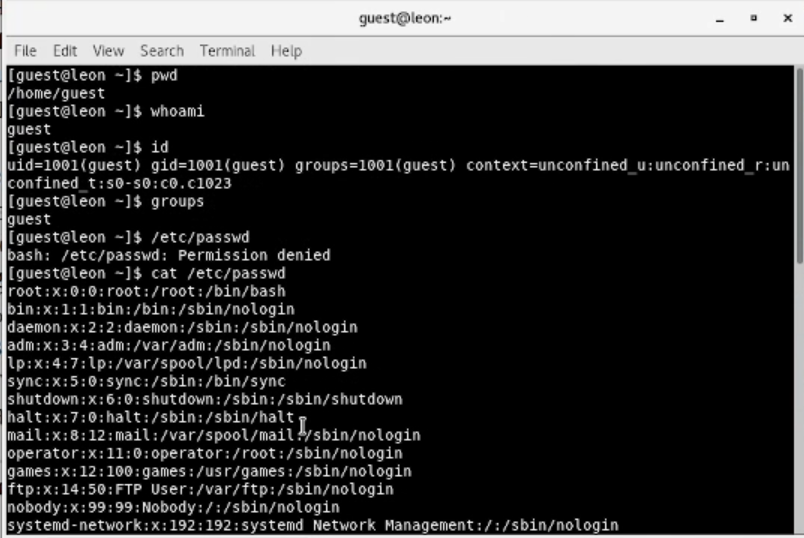 guest@leon:~
File Edit View Search Terminal Help
[guest@leon ~]$ pwd
/home/guest
[guest@leon ~]$ whoami
guest
[guest@leon ~]$ id
uid=1001(guest) gid=1001(guest) groups=1001(guest) context=unconfined_u:unconfined_r:un
confined_t:s0-s0:c0.c1023
[guest@leon ~]$ groups
guest
[guest@leon ~]$ /etc/passwd
bash: /etc/passwd: Permission denied
[guest@leon ~]$ cat /etc/passwd
root:x:0:0:root:/root:/bin/bash
bin:x:1:1:bin:/bin:/sbin/nologin
daemon:x:2:2:daemon:/sbin:/sbin/nologin
adm:x:3:4:adm:/var/adm:/sbin/nologin
lp:x:4:7:lp:/var/spool/lpd:/sbin/nologin
sync:x:5:0:sync:/sbin:/bin/sync
shutdown:x:6:0:shutdown:/sbin:/sbin/shutdown
halt:x:7:0:halt:/sbin:/sbin/halt
mail:x:8:12:mail:/var/spool/mail:/sbin/nologin
operator:x:11:0:operator:/root:/sbin/nologin
games:x:12:100:games:/usr/games:/sbin/nologin
ftp:x:14:50:FTP User:/var/ftp:/sbin/nologin
nobody:x:99:99:Nobody:/:/sbin/nologin
systemd-network:x:192:192:systemd Network Management:/:/sbin/nologin